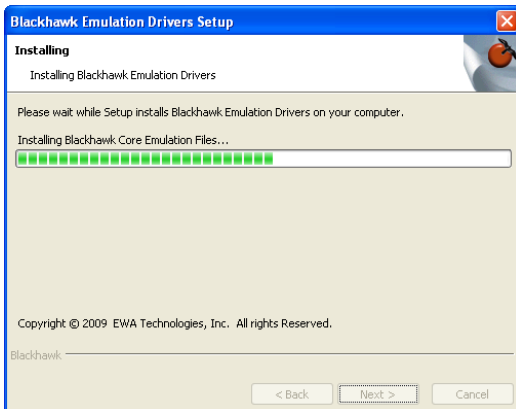 Blackhawk Emulation Drivers Setup
Installing
Installing Blackhawk Emulation Drivers
Please wait while Setup installs Blackhawk Emulation Drivers on your computer.
Installing Blackhawk Core Emulation Files...
Copyright © 2009 EWA Technologies, Inc. All rights Reserved.
Blackhawk
< Back Next > Cancel